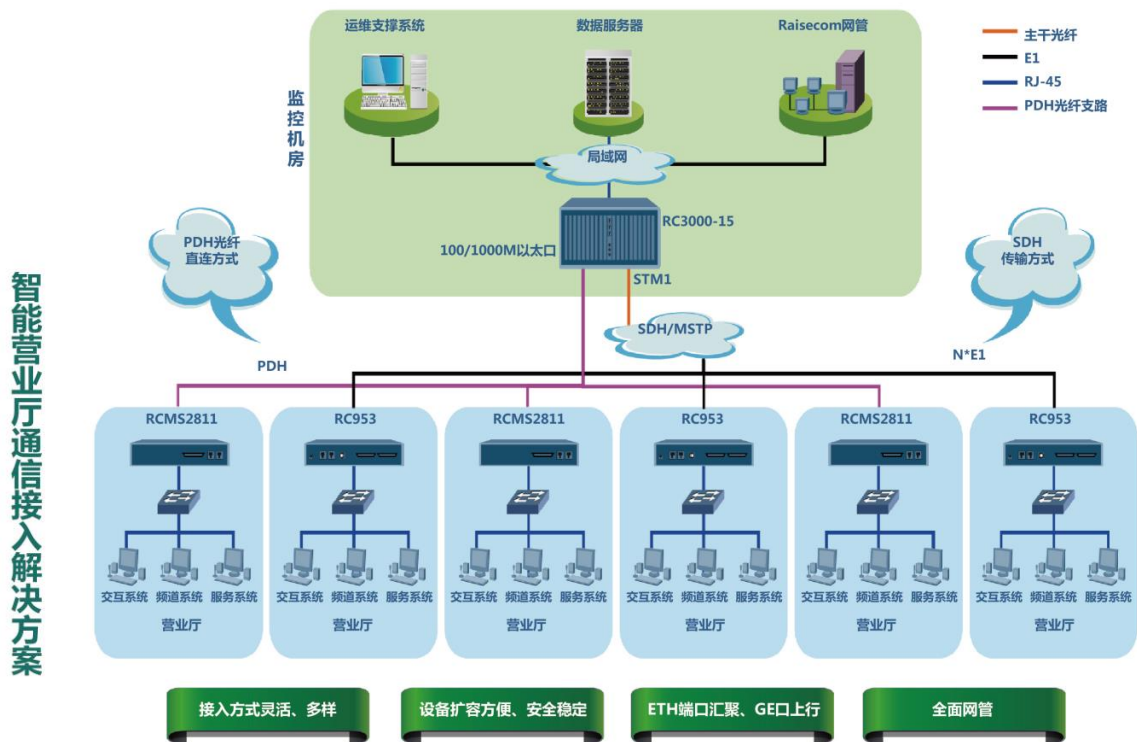 智能营业厅通信接入解决方案
监控机房
运维支撑系统
数据服务器
Raisecom网管
主干光纤
E1
RJ-45
PDH光纤支路
局域网
RC3000-15
100/1000M以太口
STM1
PDH光纤
直连方式
SDH
传输方式
SDH/MSTP
PDH
N*E1
RCMS2811
交互系统 频道系统 服务系统
营业厅
RC953
交互系统 频道系统 服务系统
营业厅
RCMS2811
交互系统 频道系统 服务系统
营业厅
RC953
交互系统 频道系统 服务系统
营业厅
RCMS2811
交互系统 频道系统 服务系统
营业厅
RC953
交互系统 频道系统 服务系统
营业厅
接入方式灵活、多样
设备扩容方便、安全稳定
ETH端口汇聚、GE口上行
全面网管